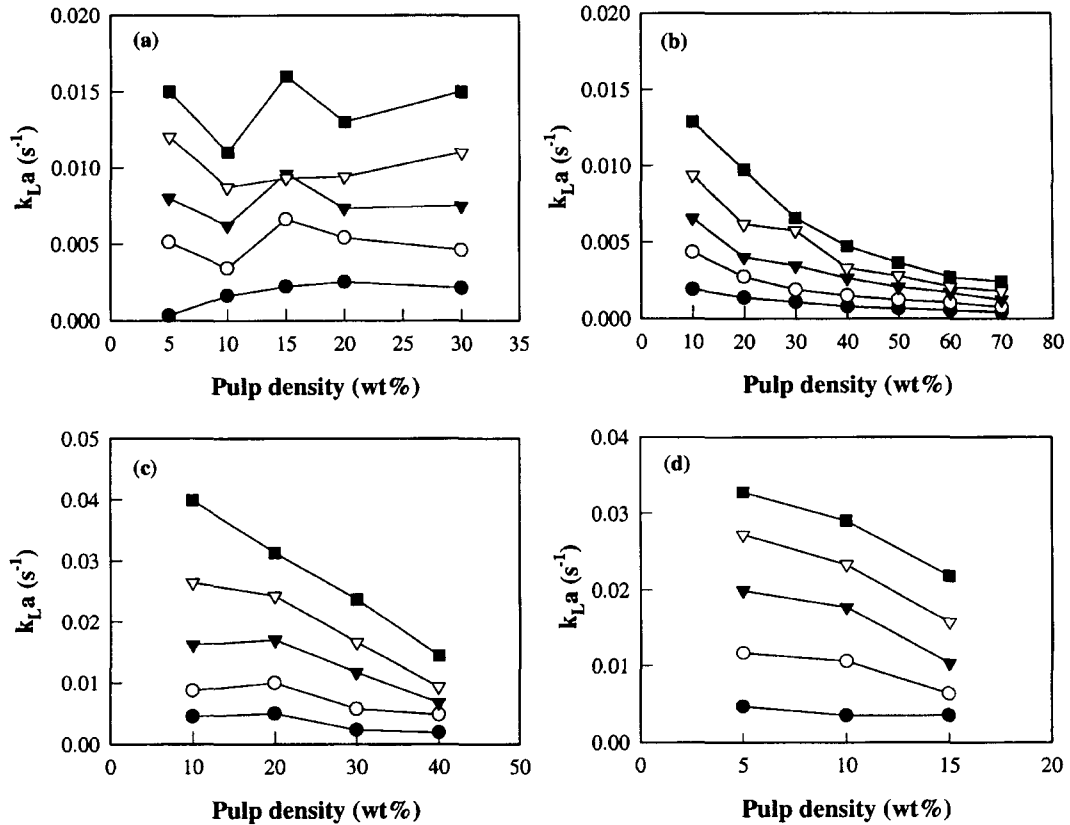 (a)
0.020
0.015
0.010
0.005
0.000
k_L a (s^-1)
0 5 10 15 20 25 30 35
Pulp density (wt%)
(b)
0.020
0.015
0.010
0.005
0.000
k_L a (s^-1)
0 10 20 30 40 50 60 70 80
Pulp density (wt%)
(c)
0.05
0.04
0.03
0.02
0.01
0.00
k_L a (s^-1)
0 10 20 30 40 50
Pulp density (wt%)
(d)
0.04
0.03
0.02
0.01
0.00
k_L a (s^-1)
0 5 10 15 20
Pulp density (wt%)